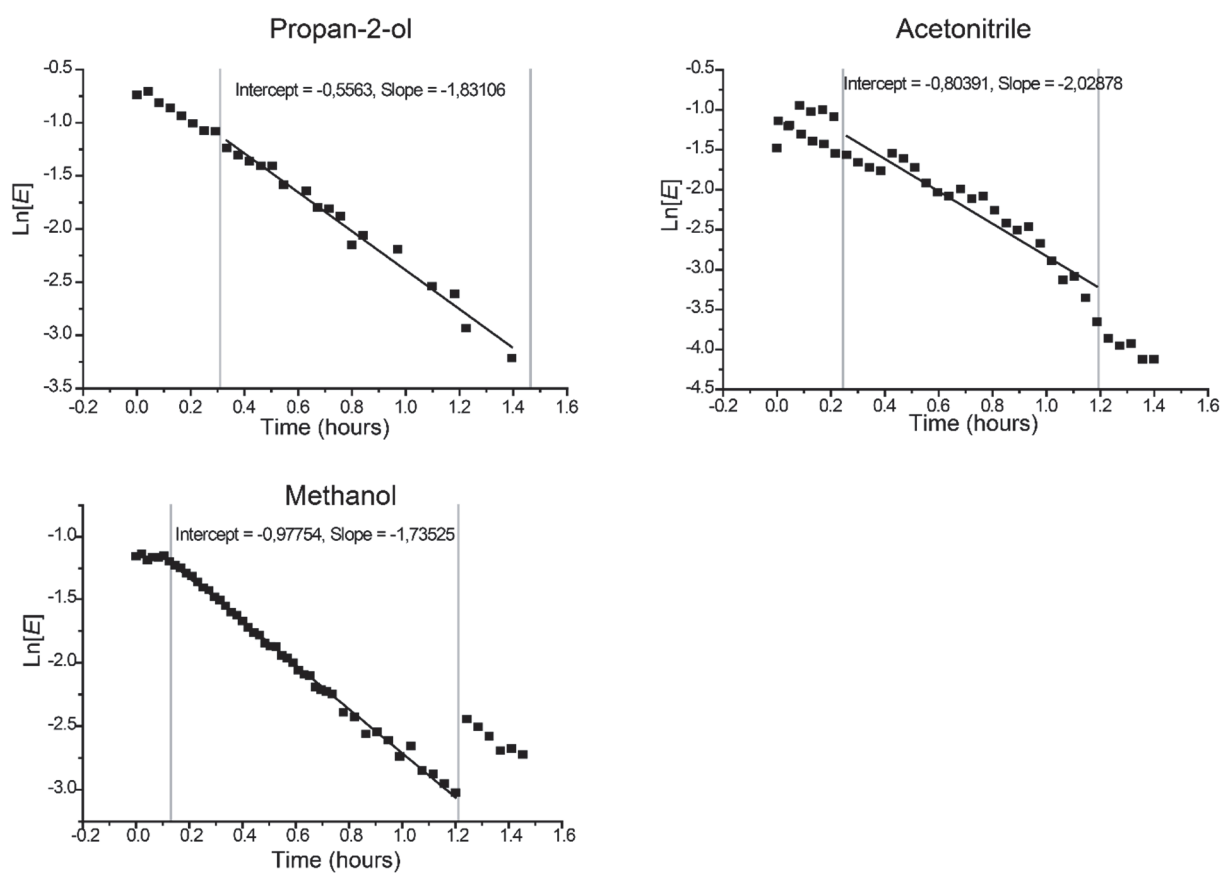 Propan-2-ol
Intercept = -0,5563, Slope = -1,83106
Ln[E]
-0.5
-1.0
-1.5
-2.0
-2.5
-3.0
-3.5
-0.2 0.0 0.2 0.4 0.6 0.8 1.0 1.2 1.4 1.6
Time (hours)
Acetonitrile
Intercept = -0,80391, Slope = -2,02878
Ln[E]
-0.5
-1.0
-1.5
-2.0
-2.5
-3.0
-3.5
-4.0
-4.5
-0.2 0.0 0.2 0.4 0.6 0.8 1.0 1.2 1.4 1.6
Time (hours)
Methanol
Intercept = -0,97754, Slope = -1,73525
Ln[E]
-1.0
-1.5
-2.0
-2.5
-3.0
-0.2 0.0 0.2 0.4 0.6 0.8 1.0 1.2 1.4 1.6
Time (hours)